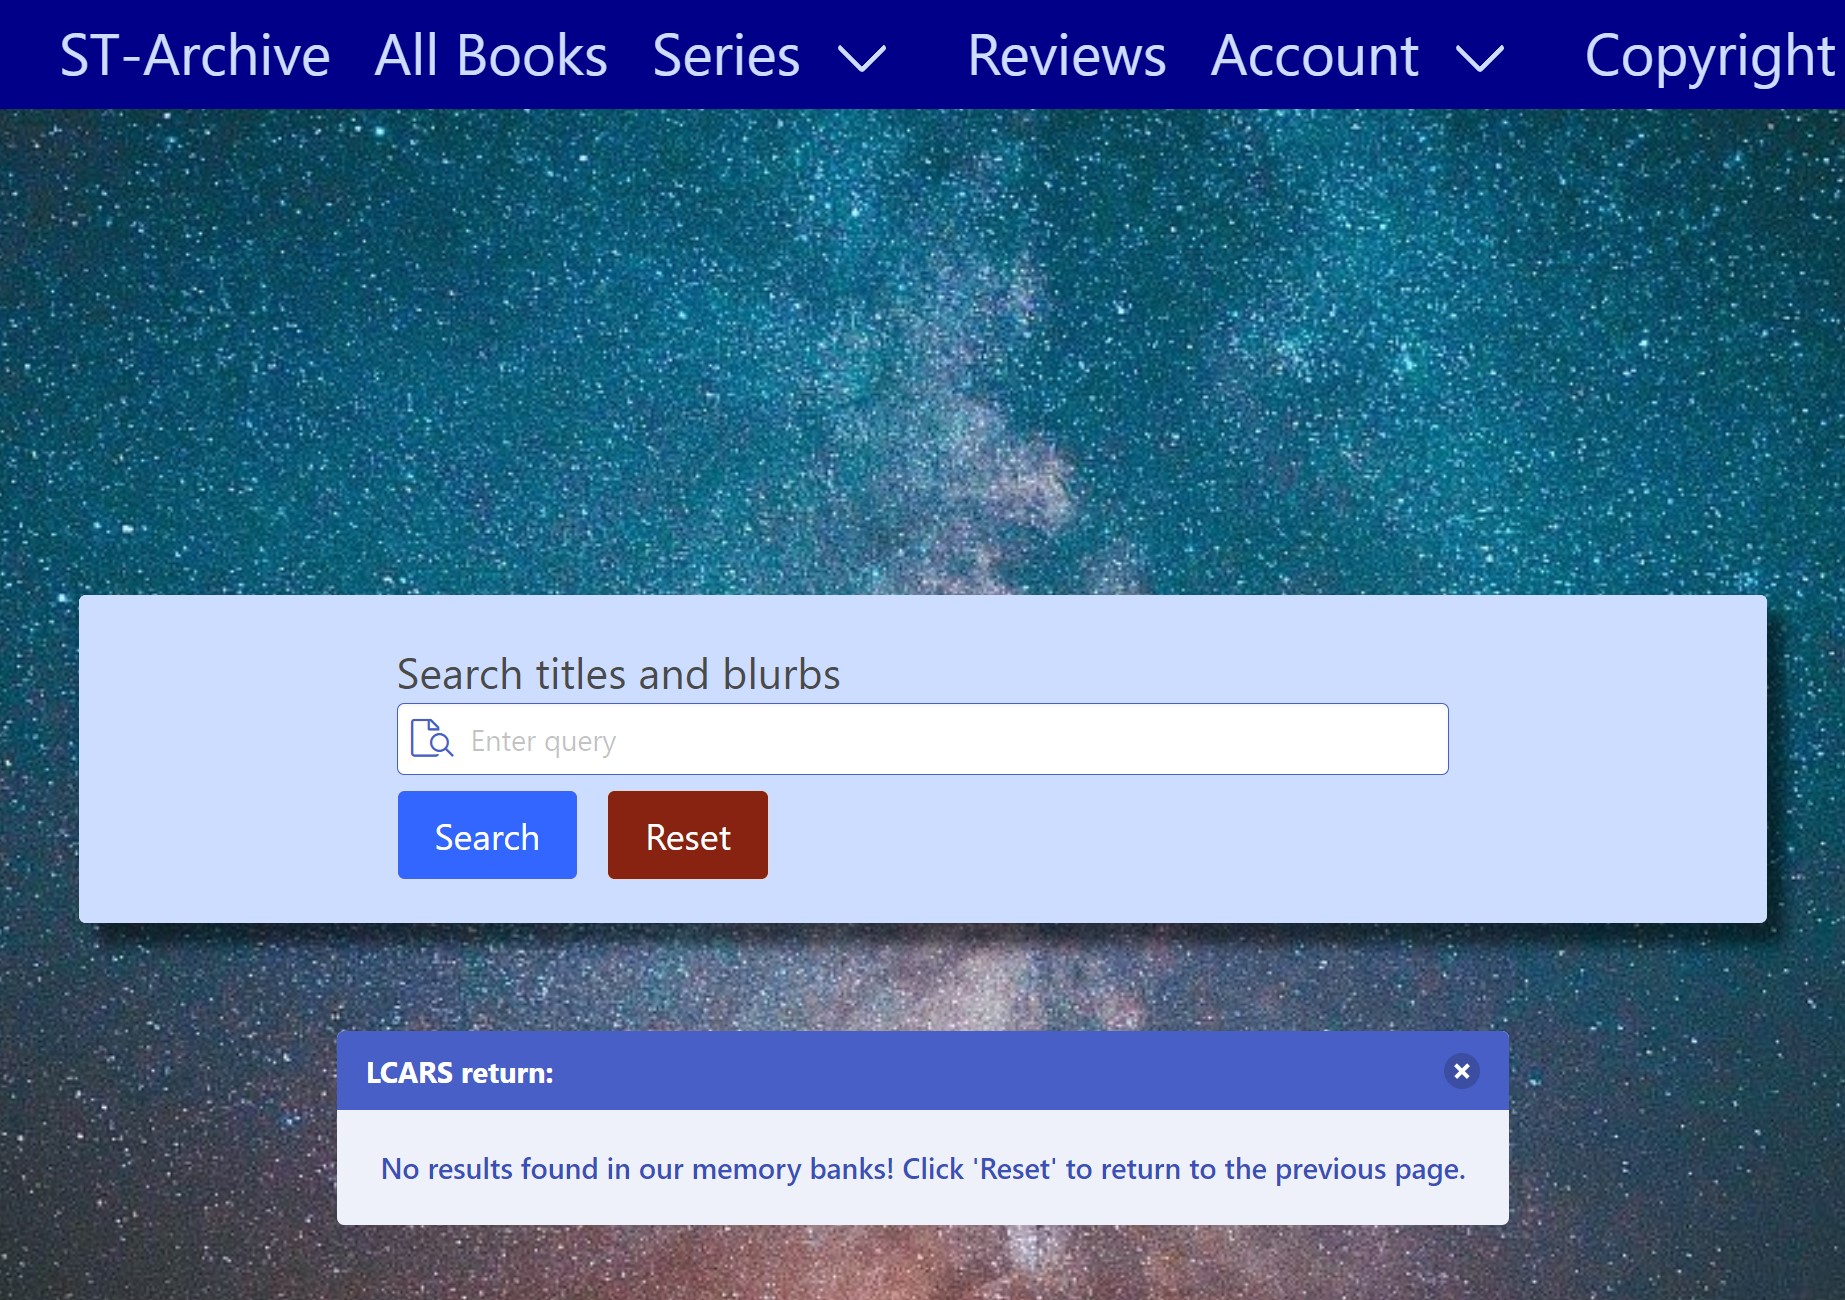 ST-Archive All Books Series Reviews Account Copyright
Search titles and blurbs
Enter query
Search Reset
LCARS return:
No results found in our memory banks! Click 'Reset' to return to the previous page.